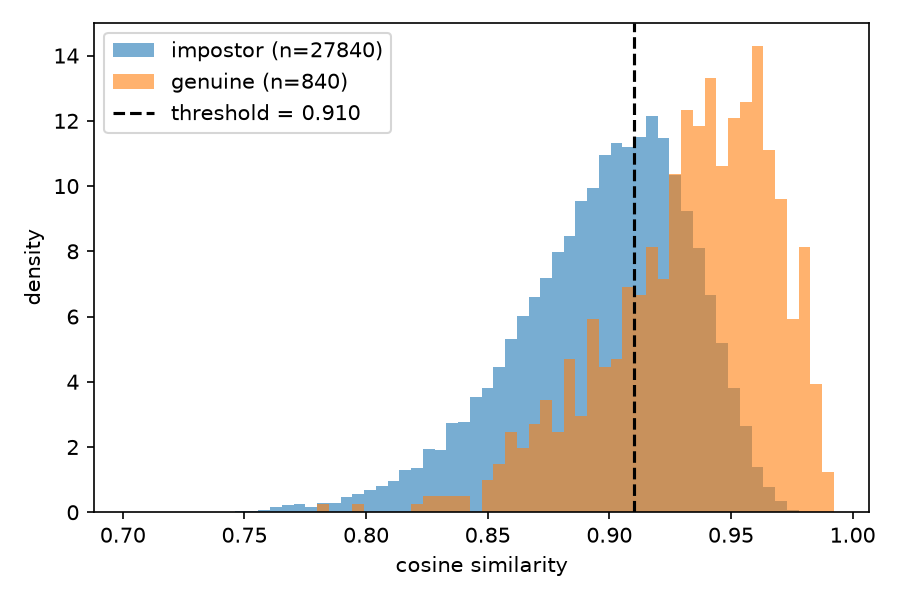 impostor (n=27840)
genuine (n=840)
threshold = 0.910
14
12
10
8
6
4
2
0
density
0.70 0.75 0.80 0.85 0.90 0.95 1.00
cosine similarity